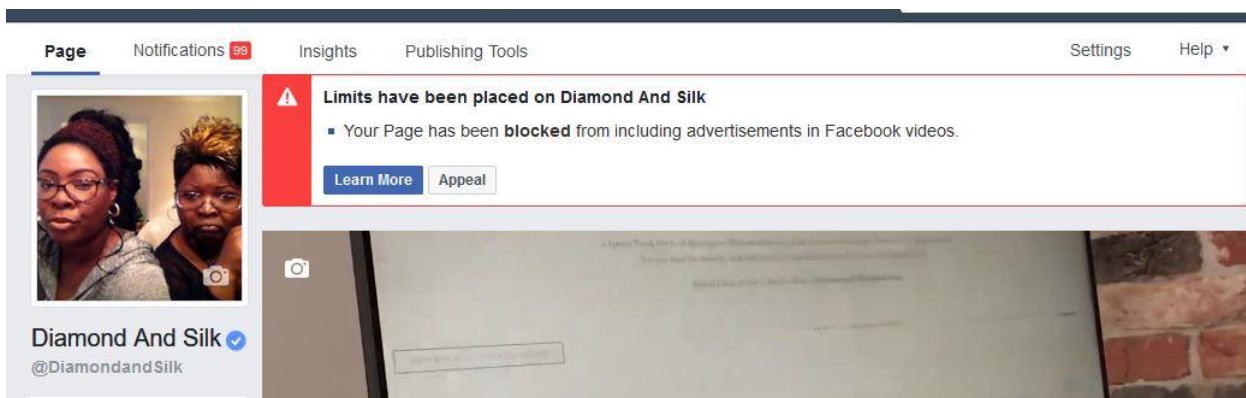 Page Notifications 99 Insights Publishing Tools Settings Help
Limits have been placed on Diamond And Silk
Your Page has been blocked from including advertisements in Facebook videos.
Learn More Appeal
Diamond And Silk
@DiamondandSilk